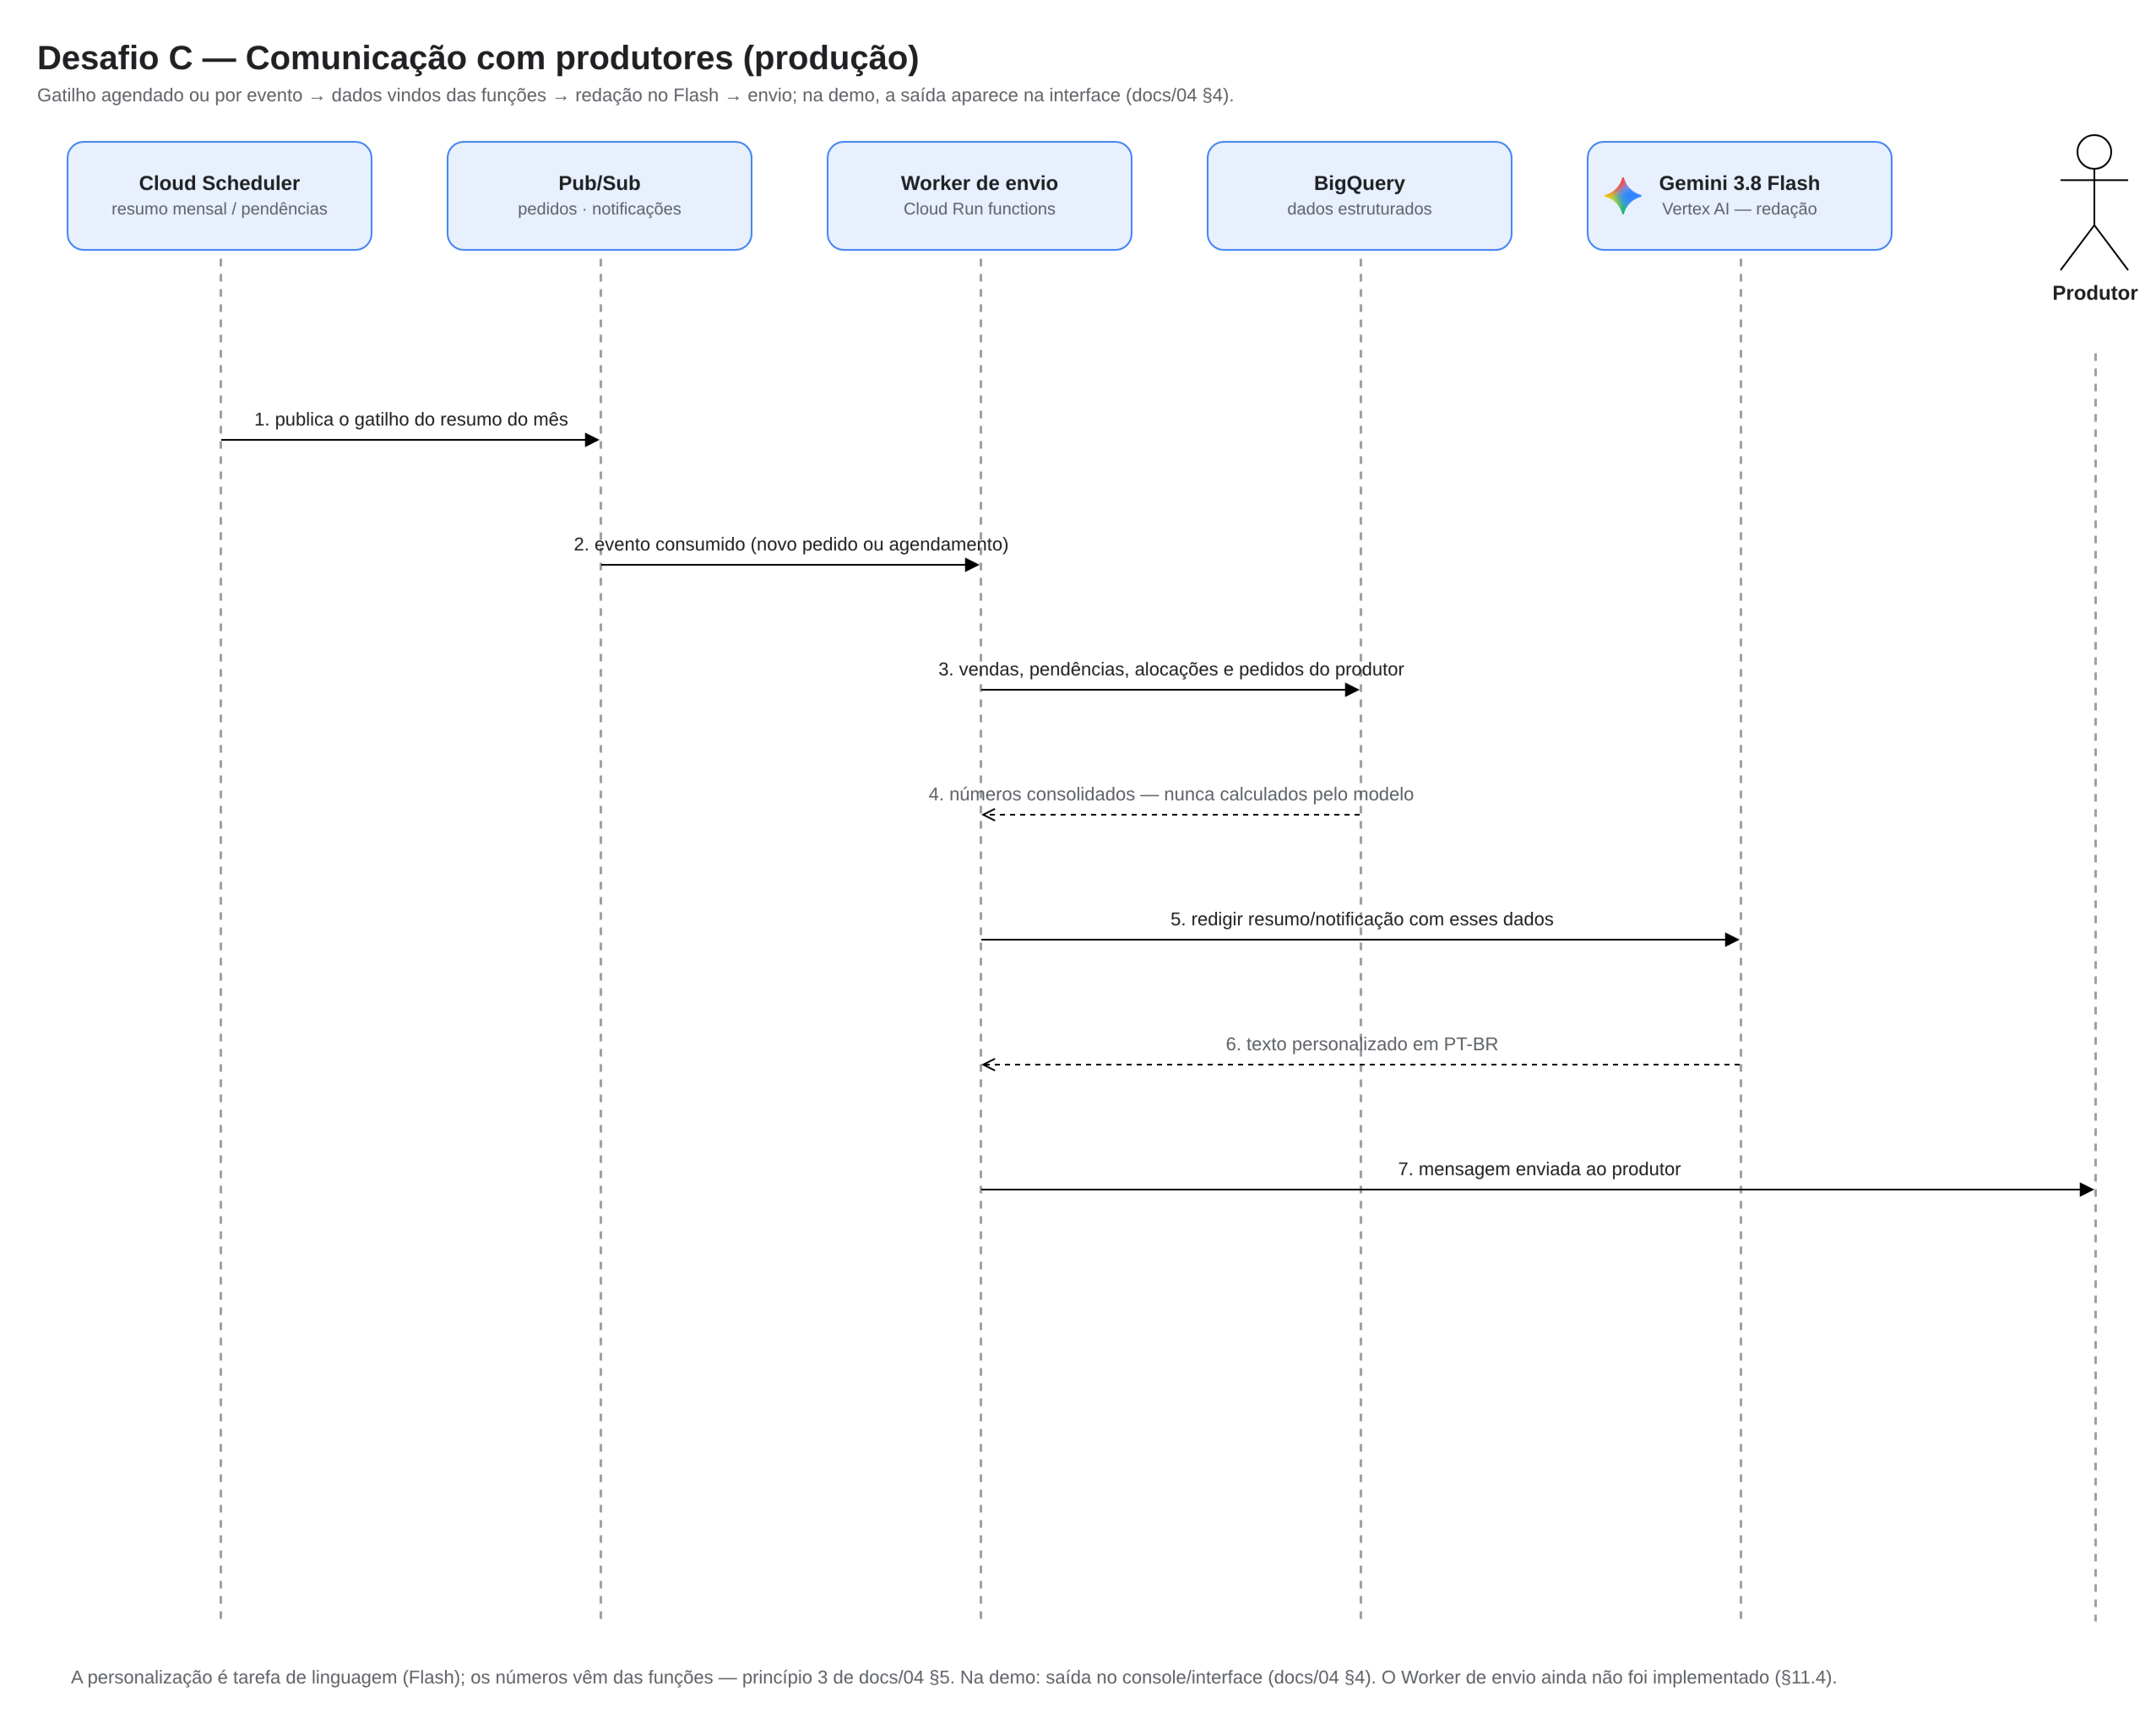 Desafio C — Comunicação com produtores (produção)
Gatilho agendado ou por evento → dados vindos das funções → redação no Flash → envio; na demo, a saída aparece na interface (docs/04 §4).
Cloud Scheduler
resumo mensal / pendências
Pub/Sub
pedidos · notificações
Worker de envio
Cloud Run functions
BigQuery
dados estruturados
Gemini 3.8 Flash
Vertex AI — redação
Produtor
1. publica o gatilho do resumo do mês
2. evento consumido (novo pedido ou agendamento)
3. vendas, pendências, alocações e pedidos do produtor
4. números consolidados — nunca calculados pelo modelo
5. redigir resumo/notificação com esses dados
6. texto personalizado em PT-BR
7. mensagem enviada ao produtor
A personalização é tarefa de linguagem (Flash); os números vêm das funções — princípio 3 de docs/04 §5. Na demo: saída no console/interface (docs/04 §4). O Worker de envio ainda não foi implementado (§11.4).